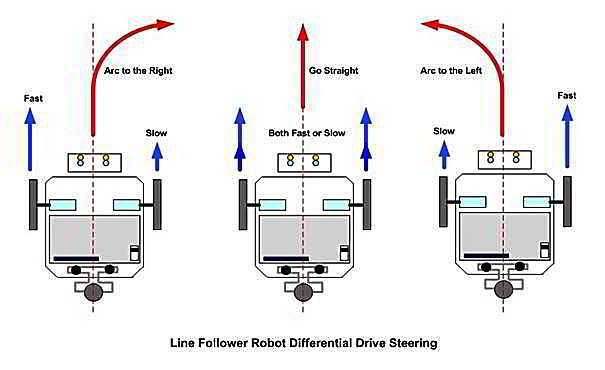 Arc to the Right
Go Straight
Arc to the Left
Fast
Slow
Both Fast or Slow
Slow
Fast
Line Follower Robot Differential Drive Steering